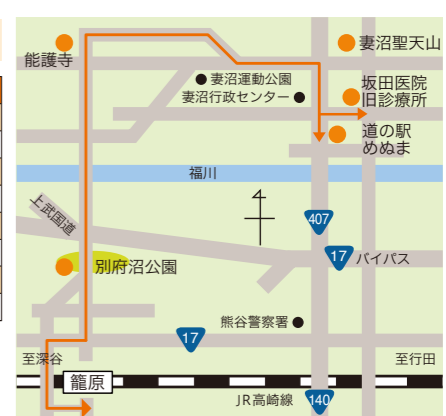 能護寺
妻沼聖天山
妻沼運動公園
妻沼行政センター
坂田医院
旧診療所
道の駅
めぬま
福川
上武国道
407
17
バイパス
別府沼公園
熊谷警察署
17
至深谷
至行田
籠原
JR高崎線
140